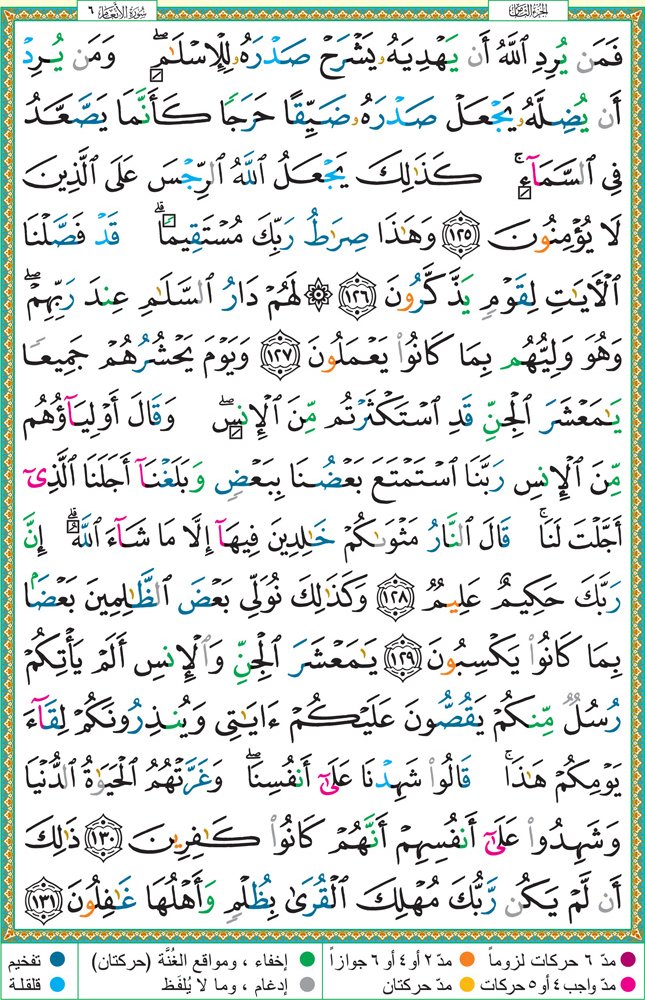 سورة الأنعام ٦
الجزء الثامن
فَمَن يُرِدِ ٱللَّهُ أَن يَهۡدِيَهُۥ يَشۡرَحۡ صَدۡرَهُۥ لِلۡإِسۡلَٰمِۖ وَمَن يُرِدۡ
أَن يُضِلَّهُۥ يَجۡعَلۡ صَدۡرَهُۥ ضَيِّقًا حَرَجٗا كَأَنَّمَا يَصَّعَّدُ
فِي ٱلسَّمَآءِۚ كَذَٰلِكَ يَجۡعَلُ ٱللَّهُ ٱلرِّجۡسَ عَلَى ٱلَّذِينَ
لَا يُؤۡمِنُونَ ١٢٥ وَهَٰذَا صِرَٰطُ رَبِّكَ مُسۡتَقِيمٗاۗ قَدۡ فَصَّلۡنَا
ٱلۡأٓيَٰتِ لِقَوۡمٖ يَذَّكَّرُونَ ١٢٦ ۞ لَهُمۡ دَارُ ٱلسَّلَٰمِ عِندَ رَبِّهِمۡۖ
وَهُوَ وَلِيُّهُم بِمَا كَانُواْ يَعۡمَلُونَ ١٢٧ وَيَوۡمَ يَحۡشُرُهُمۡ جَمِيعٗا
يَٰمَعۡشَرَ ٱلۡجِنِّ قَدِ ٱسۡتَكۡثَرۡتُم مِّنَ ٱلۡإِنسِۖ وَقَالَ أَوۡلِيَآؤُهُم
مِّنَ ٱلۡإِنسِ رَبَّنَا ٱسۡتَمۡتَعَ بَعۡضُنَا بِبَعۡضٖ وَبَلَغۡنَآ أَجَلَنَا ٱلَّذِيٓ
أَجَّلۡتَ لَنَاۚ قَالَ ٱلنَّارُ مَثۡوَىٰكُمۡ خَٰلِدِينَ فِيهَآ إِلَّا مَا شَآءَ ٱللَّهُۗ إِنَّ
رَبَّكَ حَكِيمٌ عَلِيمٞ ١٢٨ وَكَذَٰلِكَ نُوَلِّي بَعۡضَ ٱلظَّٰلِمِينَ بَعۡضَۢا
بِمَا كَانُواْ يَكۡسِبُونَ ١٢٩ يَٰمَعۡشَرَ ٱلۡجِنِّ وَٱلۡإِنسِ أَلَمۡ يَأۡتِكُمۡ
رُسُلٞ مِّنكُمۡ يَقُصُّونَ عَلَيۡكُمۡ ءَايَٰتِي وَيُنذِرُونَكُمۡ لِقَآءَ
يَوۡمِكُمۡ هَٰذَاۚ قَالُواْ شَهِدۡنَا عَلَىٰٓ أَنفُسِنَاۖ وَغَرَّتۡهُمُ ٱلۡحَيَوٰةُ ٱلدُّنۡيَا
وَشَهِدُواْ عَلَىٰٓ أَنفُسِهِمۡ أَنَّهُمۡ كَانُواْ كَٰفِرِينَ ١٣٠ ذَٰلِكَ
أَن لَّمۡ يَكُن رَّبُّكَ مُهۡلِكَ ٱلۡقُرَىٰ بِظُلۡمٖ وَأَهۡلُهَا غَٰفِلُونَ ١٣١
مدّ ٦ حركات لزوماً مدّ ٢ أو ٤ أو ٦ جوازاً إخفاء ، ومواقع الغُنَّة (حركتان) تفخيم
مدّ واجب ٤ أو ٥ حركات مدّ حركتان إدغام ، وما لا يُلفَظ قلقلة